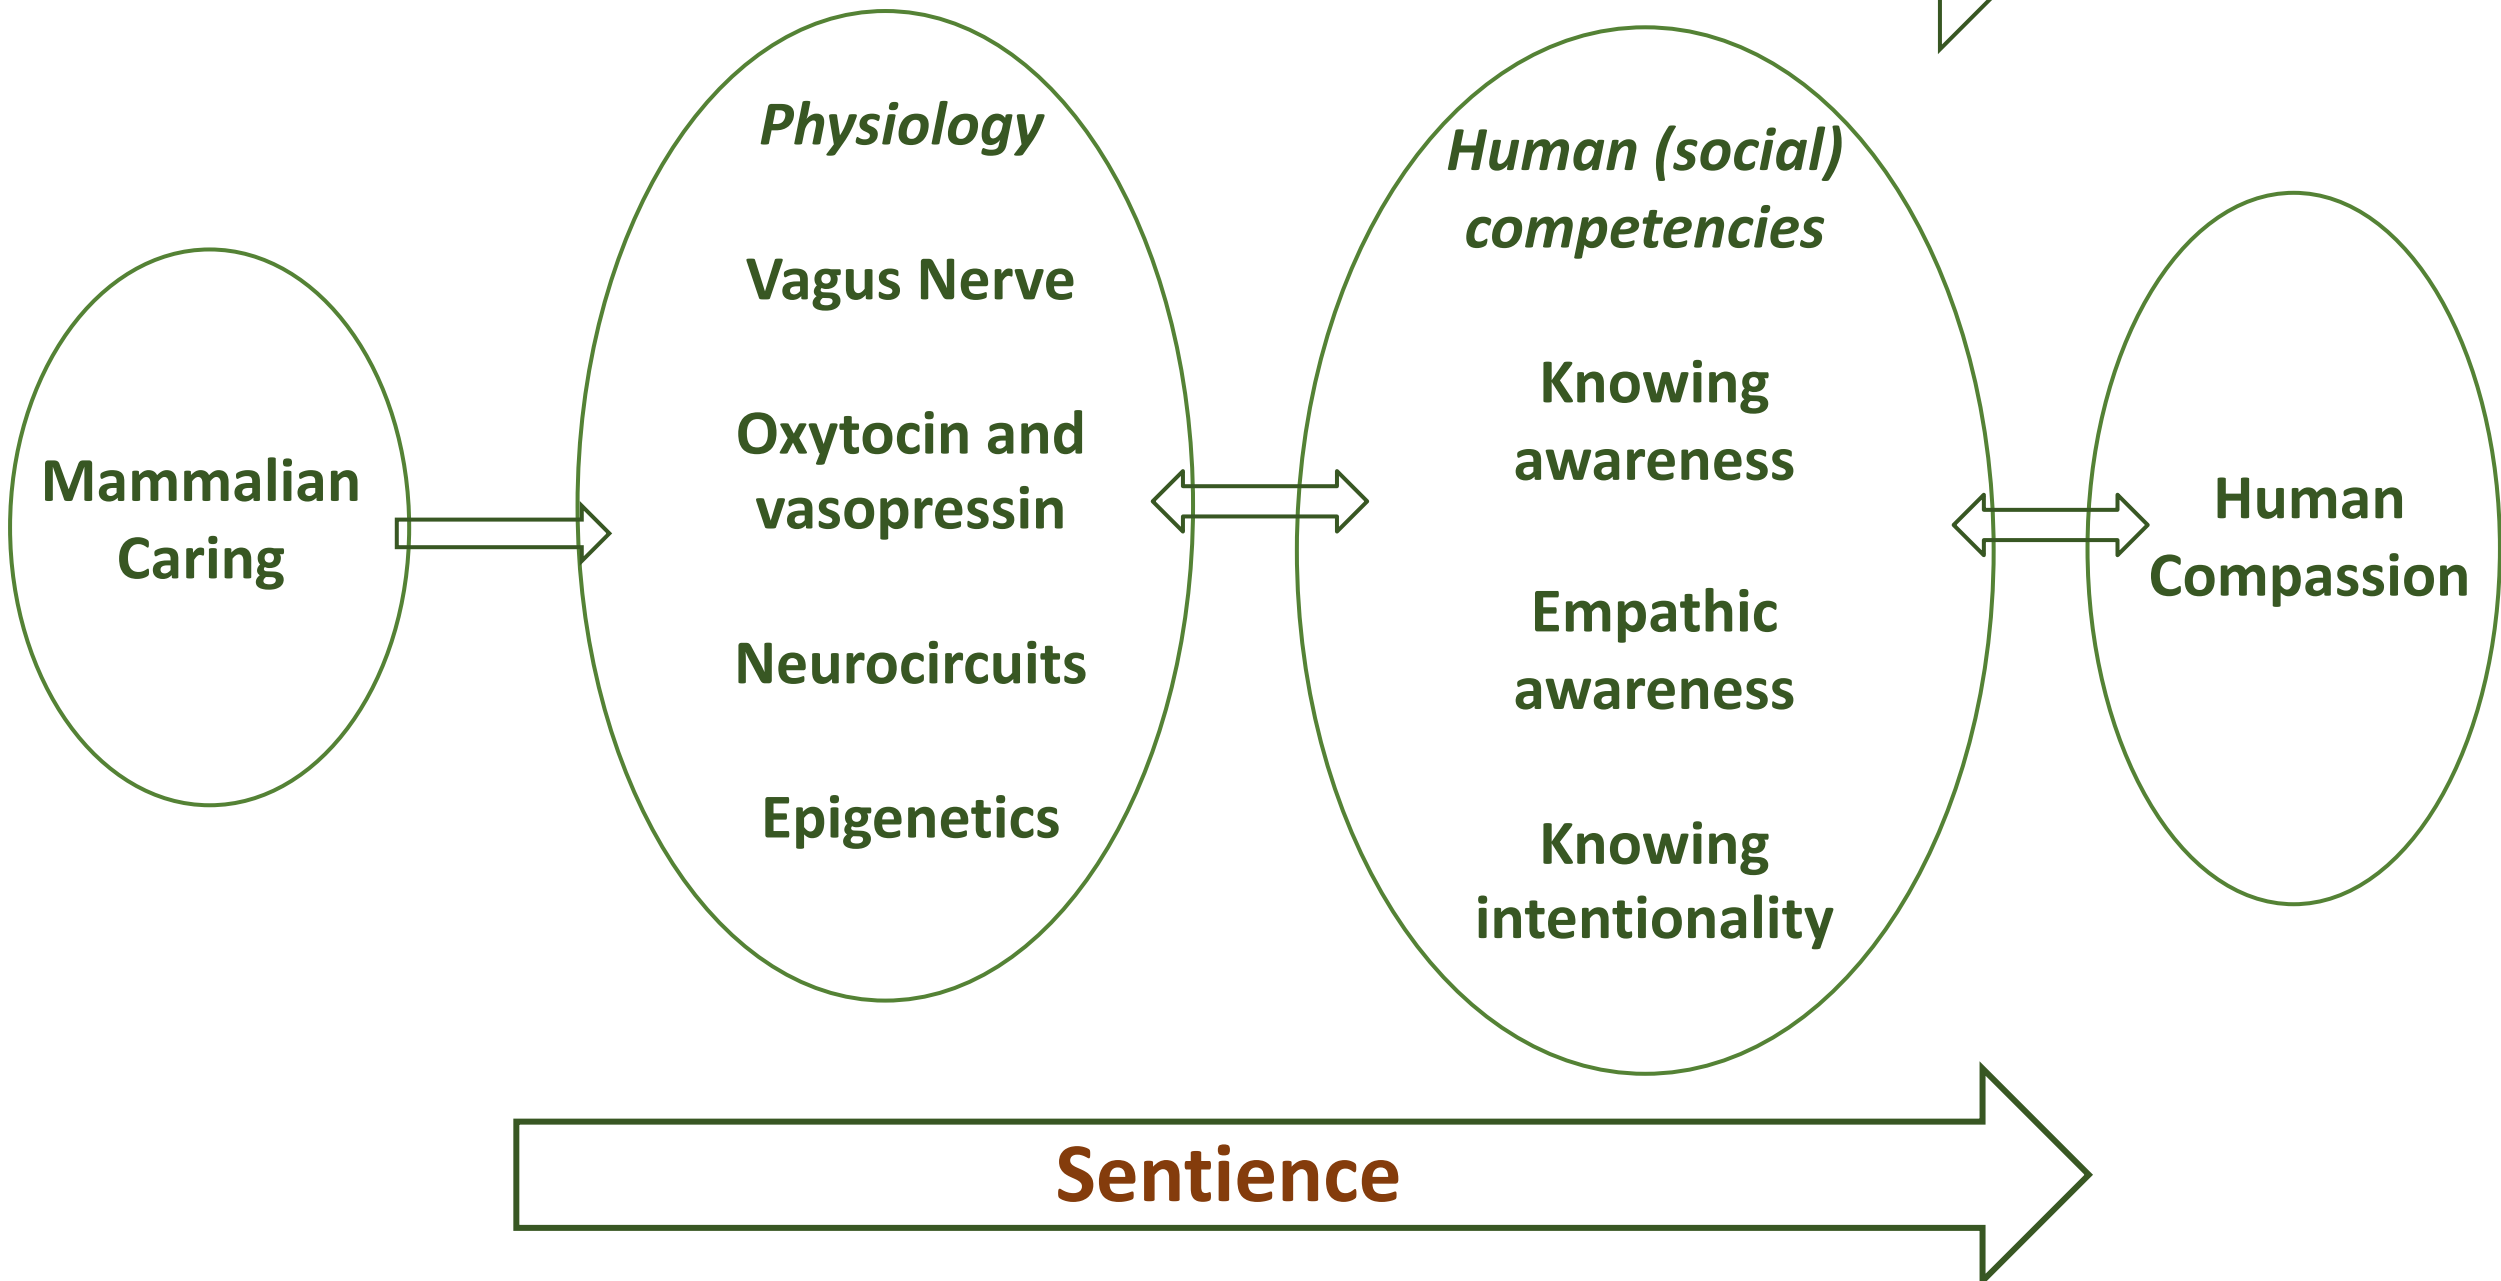 Mammalian
Caring
Physiology
Vagus Nerve
Oxytocin and
vasopressin
Neurocircuits
Epigenetics
Human (social)
competencies
Knowing
awareness
Empathic
awareness
Knowing
intentionality
Human
Compassion
Sentience